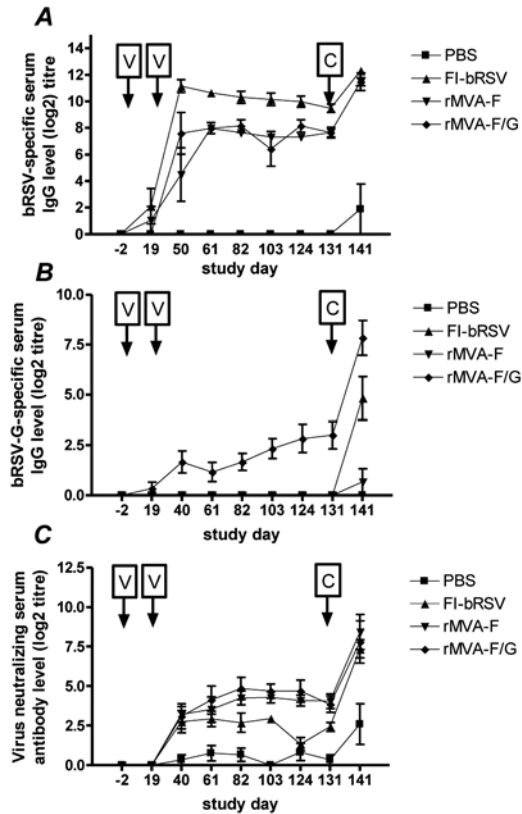 A
V V C
bRSV-specific serum
IgG level (log2) titre
14
12
10
8
6
4
2
0
-2 19 50 61 82 103 124 131 141
study day
PBS
FI-bRSV
rMVA-F
rMVA-F/G
B
V V C
bRSV-G-specific serum
IgG level (log2 titre)
10.0
7.5
5.0
2.5
0.0
-2 19 40 61 82 103 124 131 141
study day
PBS
FI-bRSV
rMVA-F
rMVA-F/G
C
V V C
Virus neutralizing serum
antibody level (log2 titre)
12.5
10.0
7.5
5.0
2.5
0.0
-2 19 40 61 82 103 124 131 141
study day
PBS
FI-bRSV
rMVA-F
rMVA-F/G